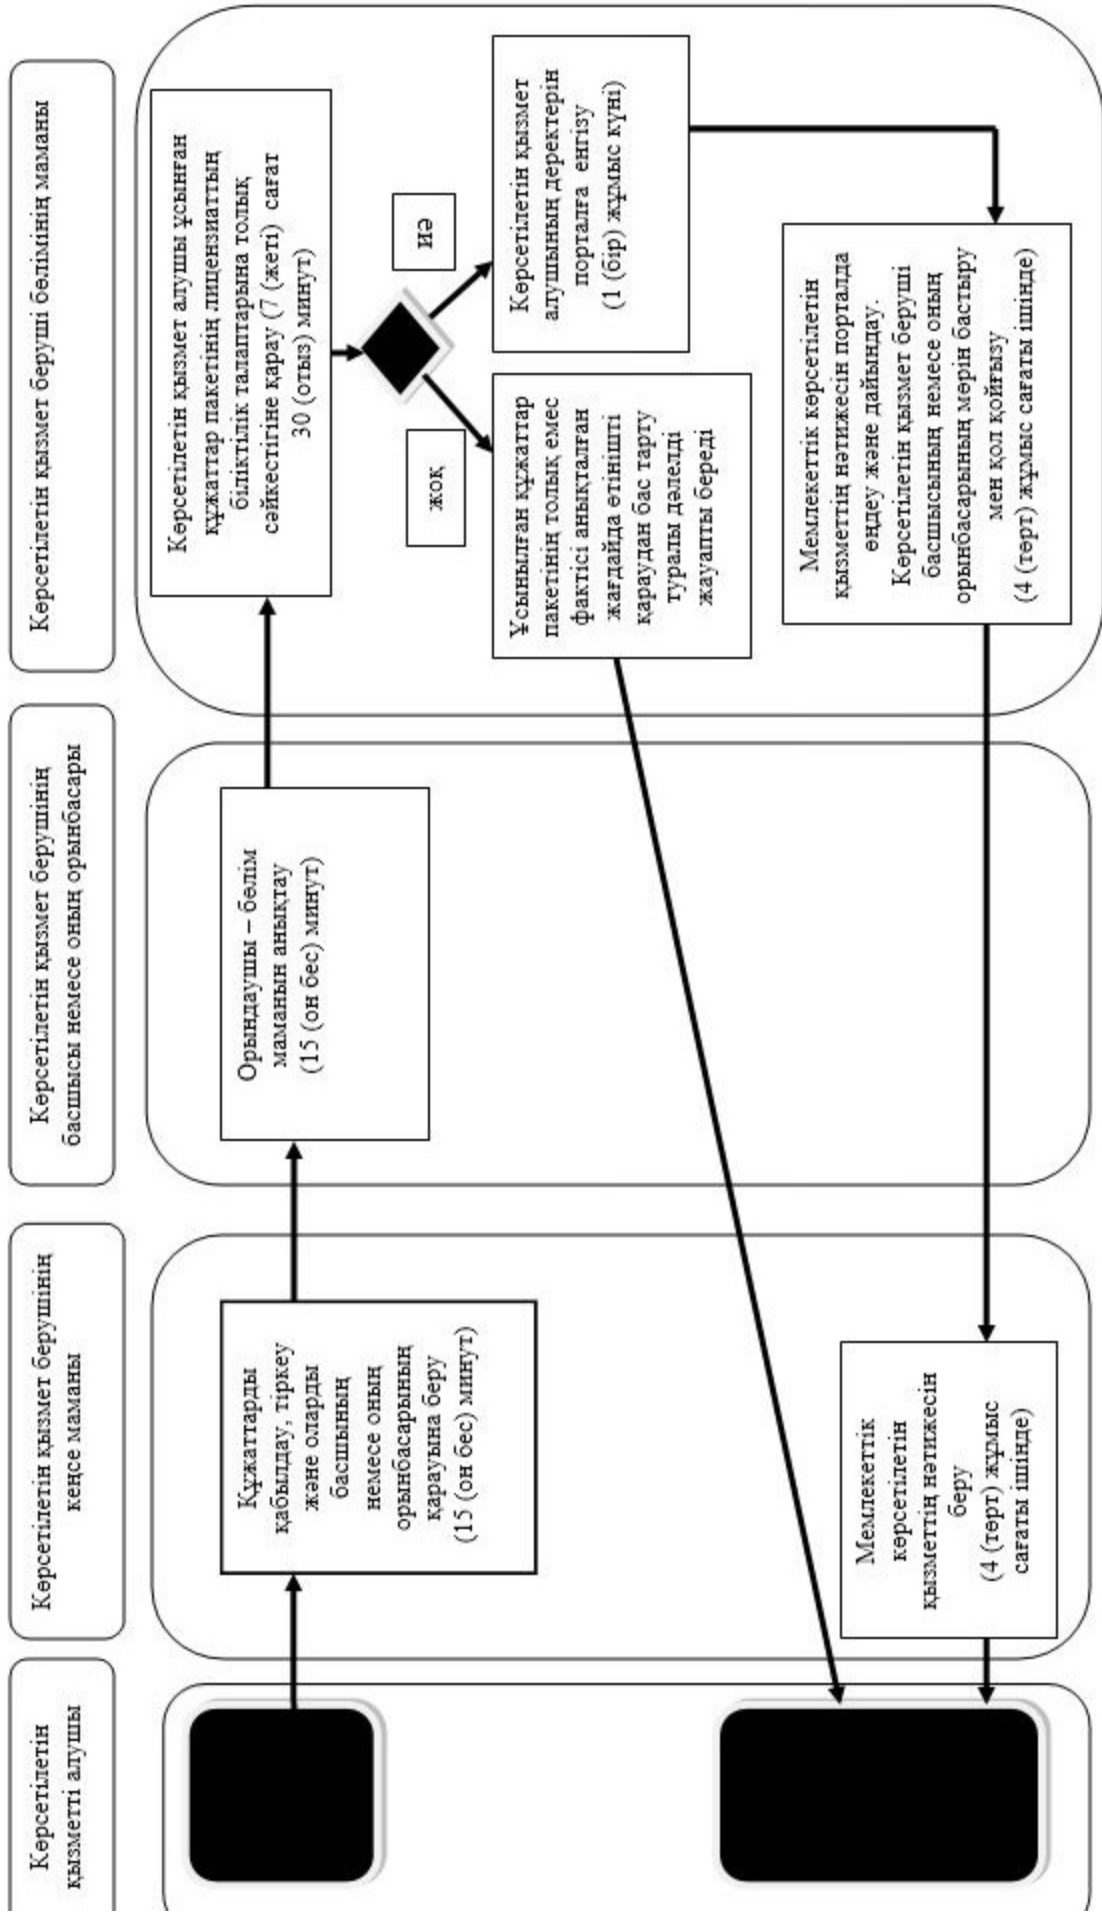 Көрсетілетін
қызметті алушы
Көрсетілетін қызмет берушінің
кеңсе маманы
Көрсетілетін қызмет берушінің
басшысы немесе оның орынбасары
Көрсетілетін қызмет беруші бөлімінің маманы
Құжаттарды
қабылдау, тіркеу
және оларды
басшының
немесе оның
орынбасарының
қарауына беру
(15 (он бес) минут)
Орындаушы – бөлім
маманын анықтау
(15 (он бес) минут)
Көрсетілетін қызмет алушы ұсынған
құжаттар пакетінің лицензиаттың
біліктілік талаптарына толық
сәйкестігіне қарау (7 (жеті) сағат
30 (отыз) минут)
жоқ
иә
Ұсынылған құжаттар
пакетінің толық емес
фактісі анықталған
жағдайда өтінішті
қараудан бас тарту
туралы дәлелді
жауапты береді
Көрсетілетін қызмет
алушының деректерін
порталға енгізу
(1 (бір) жұмыс күні)
Мемлекеттік көрсетілетін
қызметтің нәтижесін порталда
өңдеу және дайындау.
Көрсетілетін қызмет беруші
басшысының немесе оның
орынбасарының мөрін бастыру
мен қол қойғызу
(4 (төрт) жұмыс сағаты ішінде)
Мемлекеттік
көрсетілетін
қызметтің нәтижесін
беру
(4 (төрт) жұмыс
сағаты ішінде)